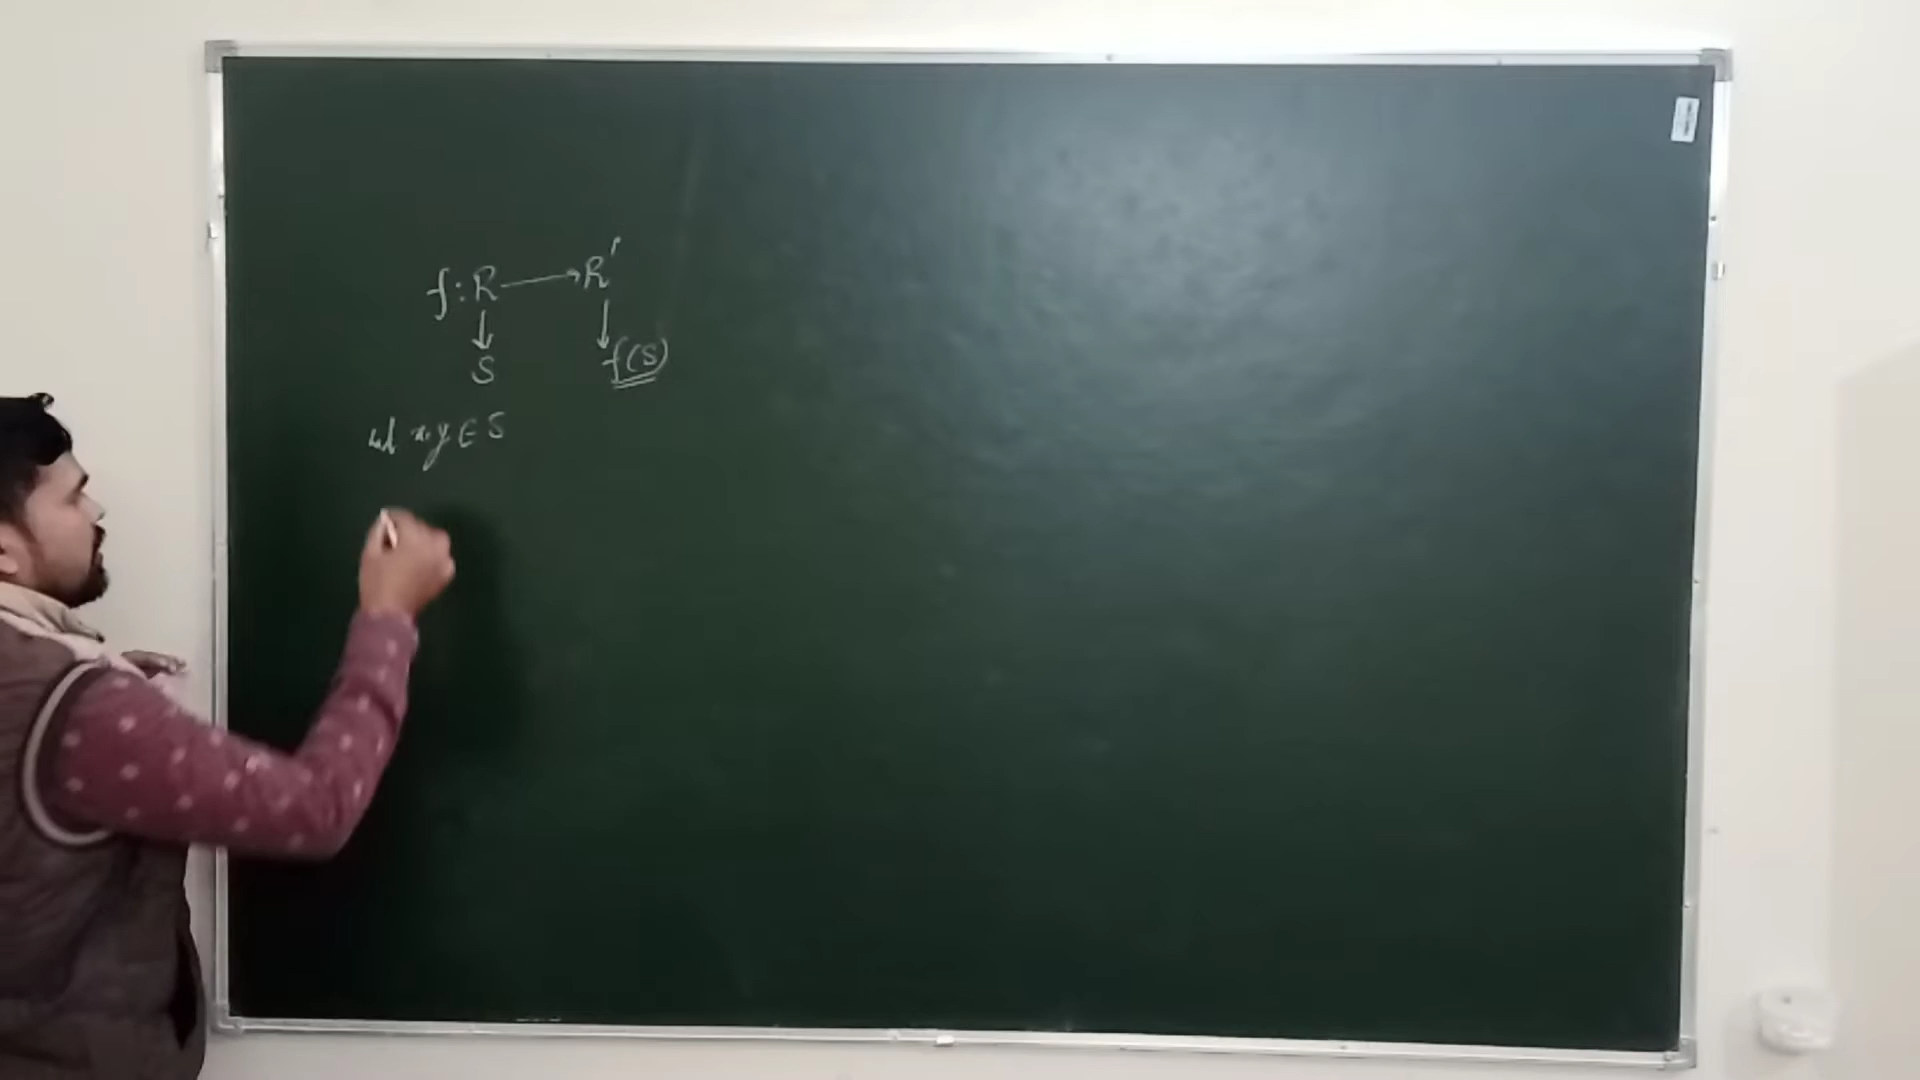 f: R → R'
↓ ↓
S f(S)
let x, y ∈ S